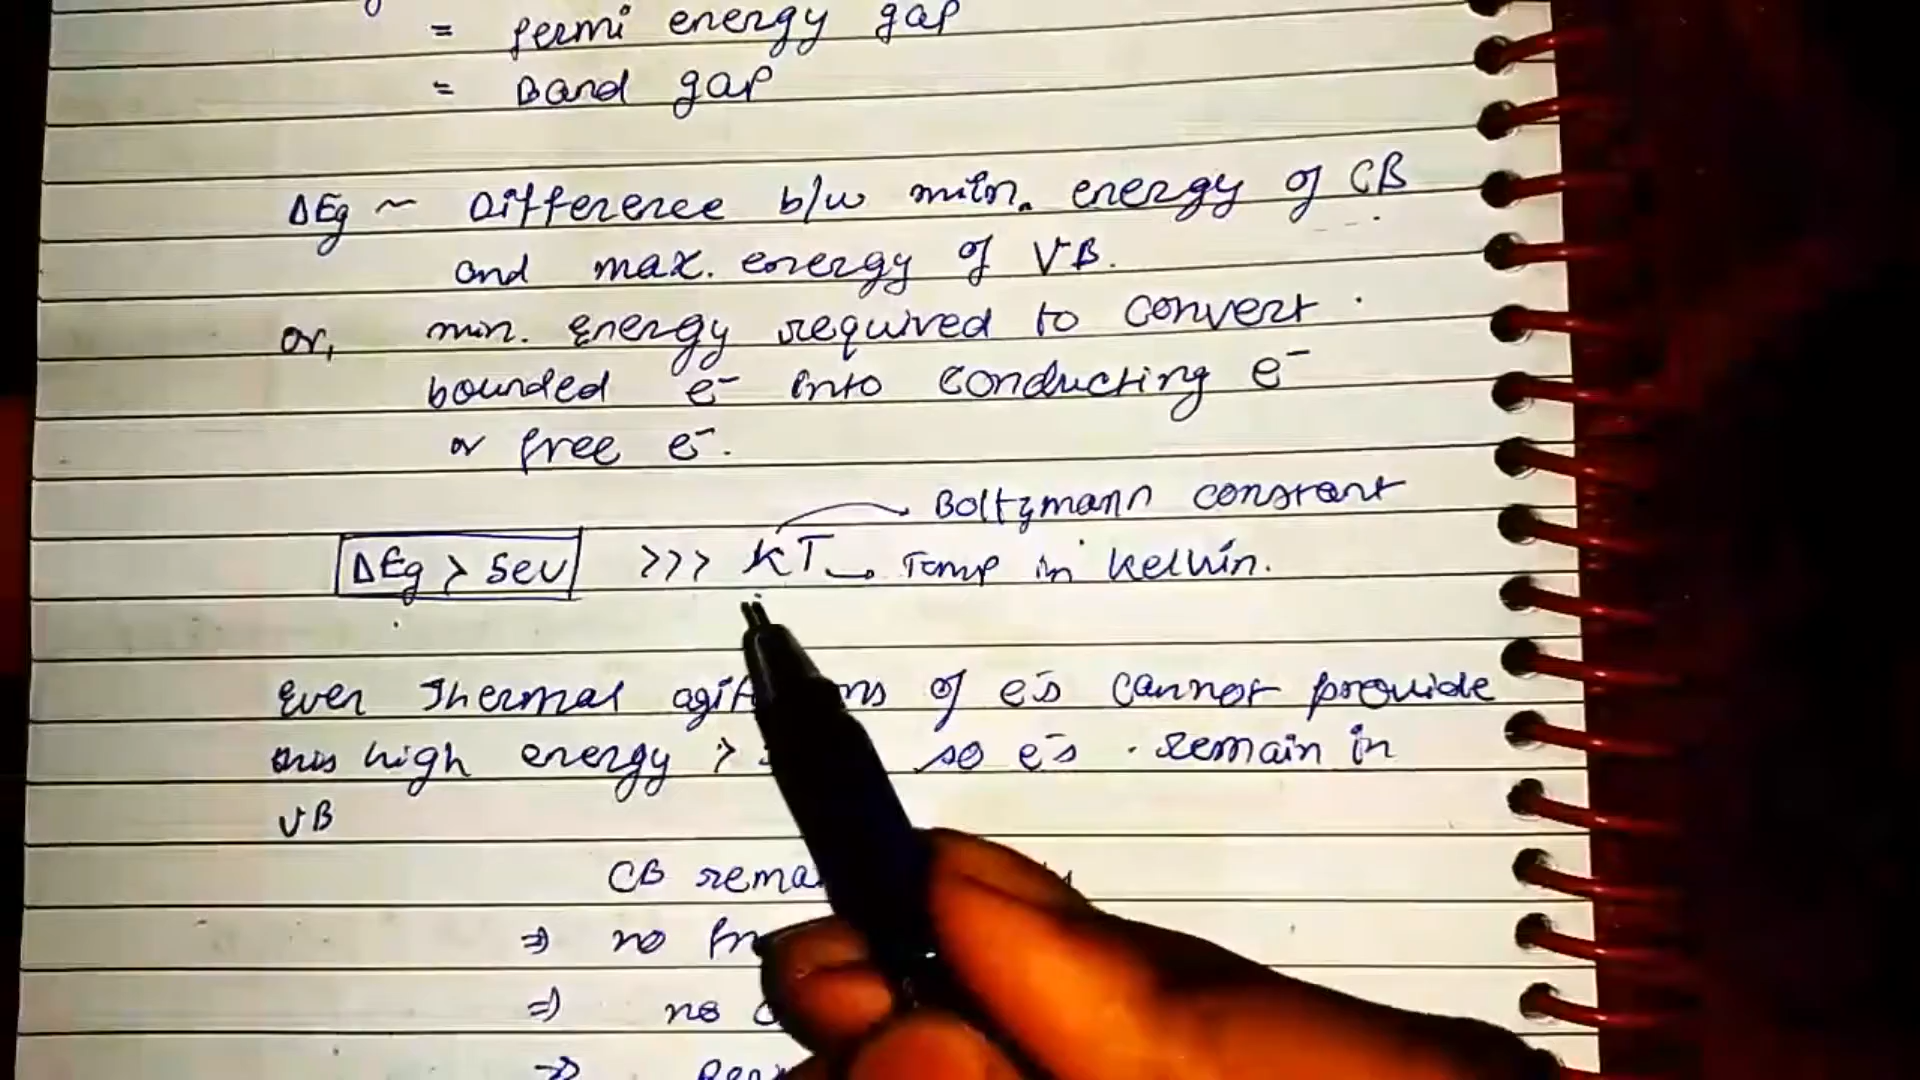 = fermi energy gap
= Band gap
ΔEg ~ Difference b/w min. energy of CB
and max. energy of VB.
or, min. energy required to convert
bounded e⁻ into conducting e⁻
or free e⁻.
Boltzmann constant
ΔEg > 5ev >>> KT → Temp in Kelvin.
Even Thermal of e⁻s cannot provide
this high energy > so e⁻s remain in
VB
CB
⇒ no
⇒ no
⇒